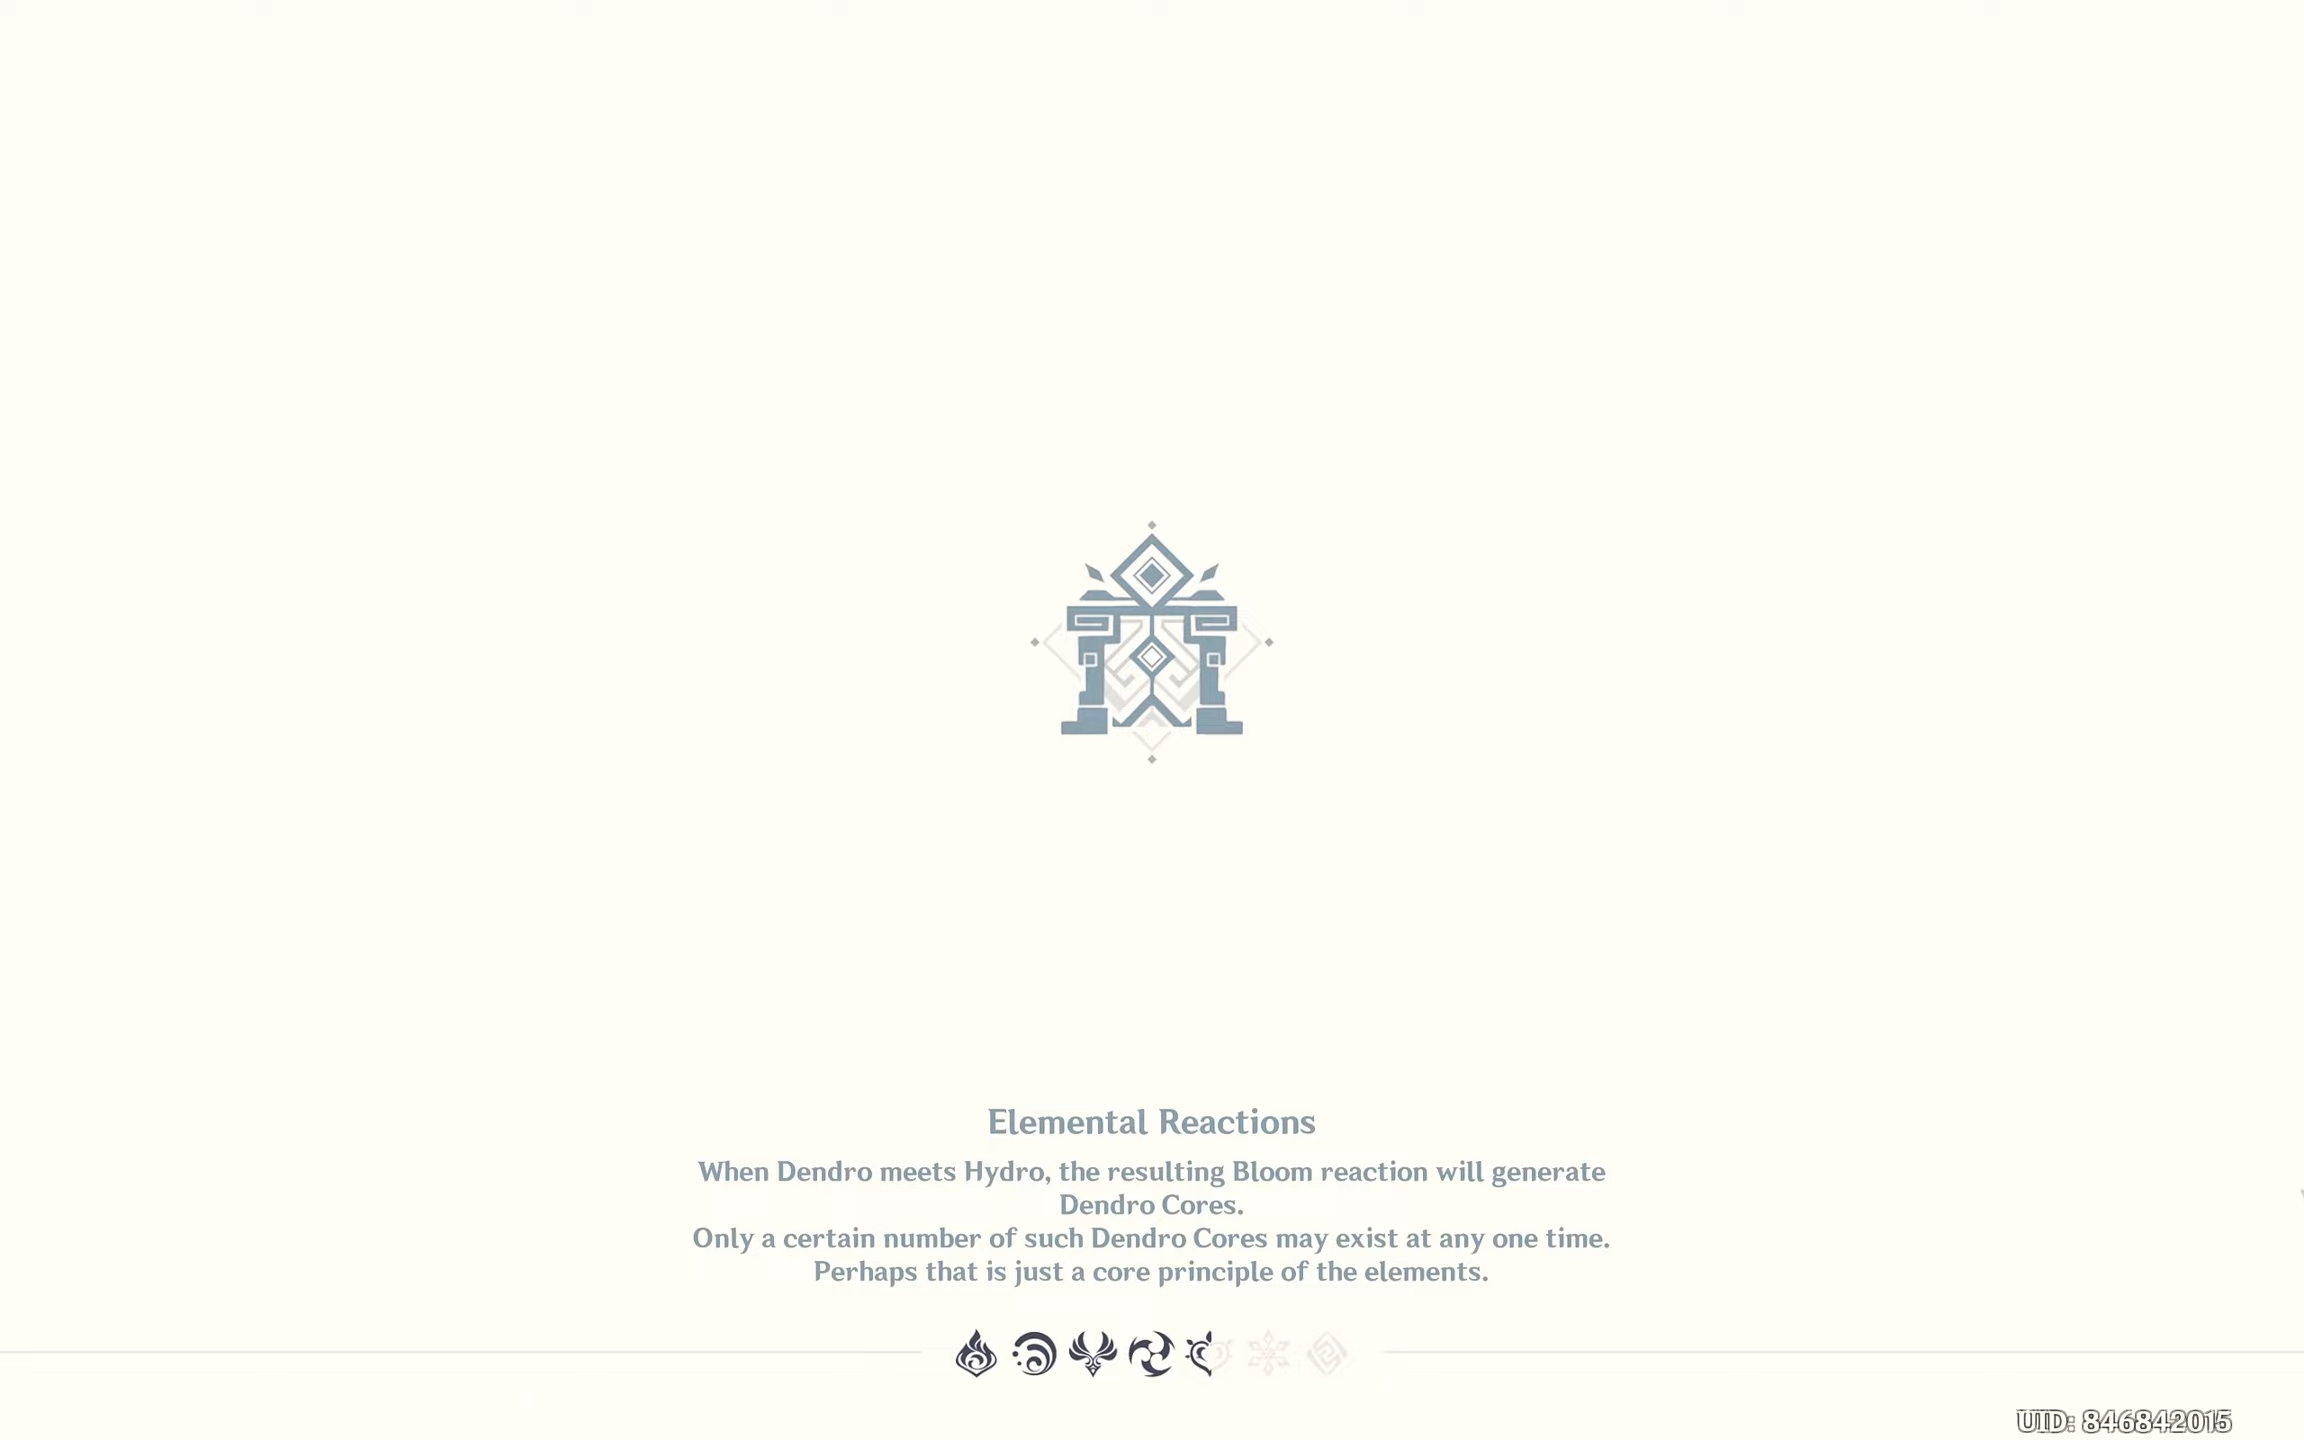 Elemental Reactions
When Dendro meets Hydro, the resulting Bloom reaction will generate
Dendro Cores.
Only a certain number of such Dendro Cores may exist at any one time.
Perhaps that is just a core principle of the elements.
UID: 846842015